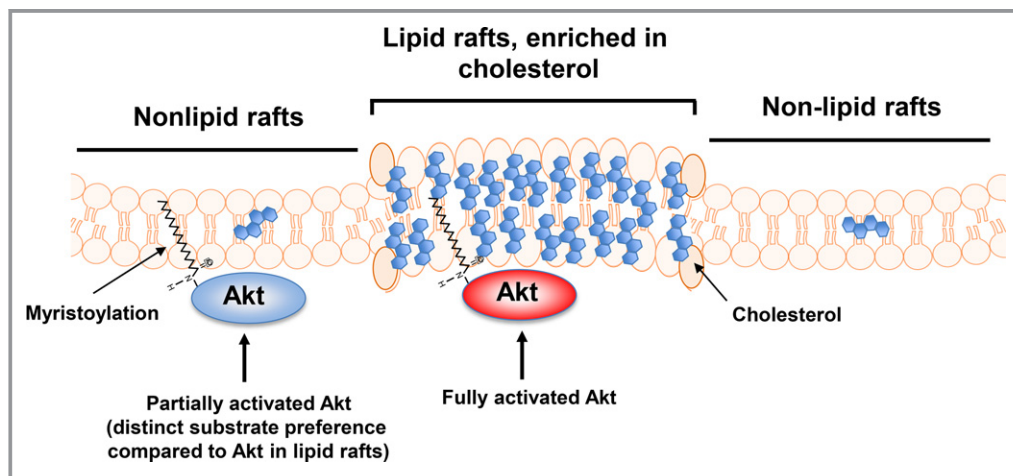 Lipid rafts, enriched in
cholesterol
Nonlipid rafts
Non-lipid rafts
Myristoylation
Akt
Akt
Cholesterol
Partially activated Akt
(distinct substrate preference
compared to Akt in lipid rafts)
Fully activated Akt